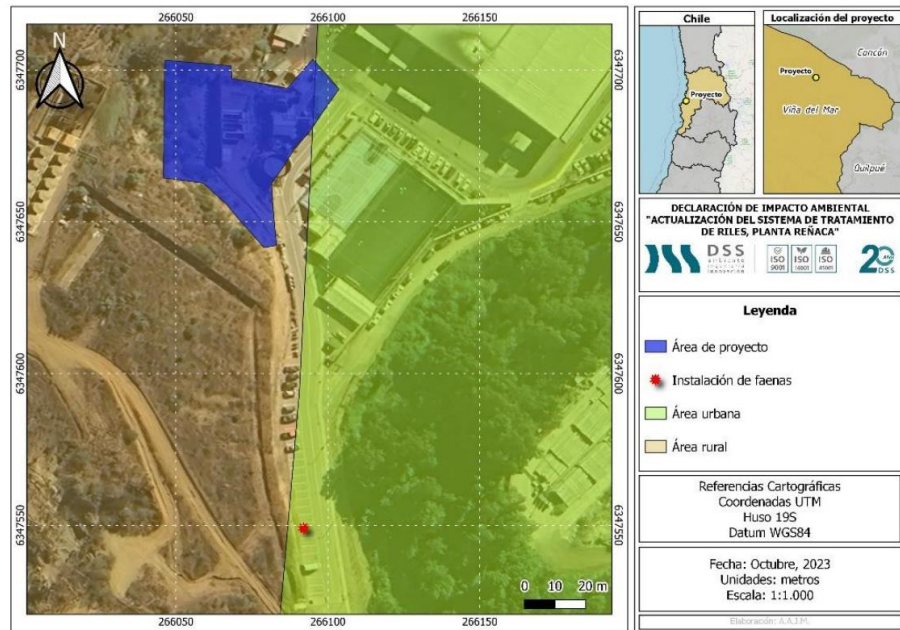 266050 266100 266150
N
6347700 6347700
6347650 6347650
6347600 6347600
6347550 6347550
0 10 20 m
266050 266100 266150
Chile
Proyecto
Localización del proyecto
Concón
Proyecto
Viña del Mar
Quilpué
DECLARACIÓN DE IMPACTO AMBIENTAL
"ACTUALIZACIÓN DEL SISTEMA DE TRATAMIENTO
DE RILES, PLANTA REÑACA"
DSS
ISO 9001
ISO 14001
ISO 45001
20
DSS
Leyenda
Área de proyecto
Instalación de faenas
Área urbana
Área rural
Referencias Cartográficas
Coordenadas UTM
Huso 19S
Datum WGS84
Fecha: Octubre, 2023
Unidades: metros
Escala: 1:1.000
Elaboración: A.A.J.M.